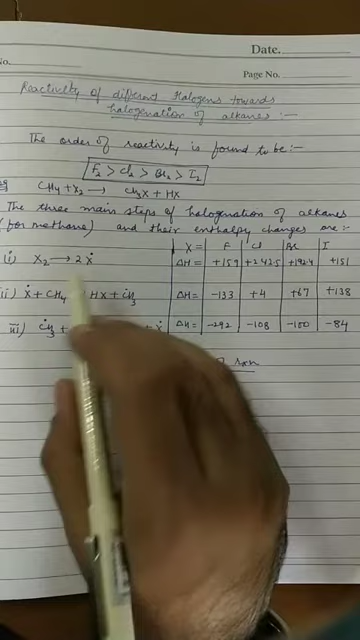 Date.
No.
Page No.
Reactivity of different Halogens towards
halogenation of alkanes :-
The order of reactivity is found to be:-
F₂ > Cl₂ > Br₂ > I₂
CH₄ + X₂ ⟶ CH₃X + HX
The three main steps of halogenation of alkanes
(for methane) and their enthalpy changes are:
X = F Cl Br I
(i) X₂ ⟶ 2Ẋ ΔH = +159 +242.5 +192.4 +151
ii) Ẋ + CH₄ HX + ĊH₃ ΔH = -133 +4 +67 +138
iii) ĊH₃ + + Ẋ ΔH = -292 -108 -100 -84
rxn